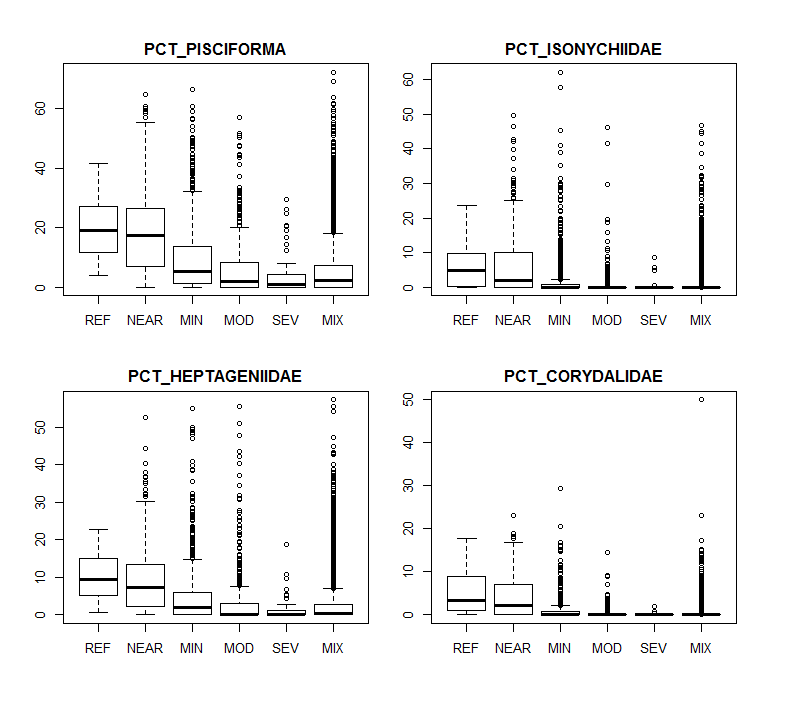 PCT_PISCIFORMA
60
40
20
0
REF NEAR MIN MOD SEV MIX
PCT_ISONYCHIIDAE
60
50
40
30
20
10
0
REF NEAR MIN MOD SEV MIX
PCT_HEPTAGENIIDAE
50
40
30
20
10
0
REF NEAR MIN MOD SEV MIX
PCT_CORYDALIDAE
50
40
30
20
10
0
REF NEAR MIN MOD SEV MIX